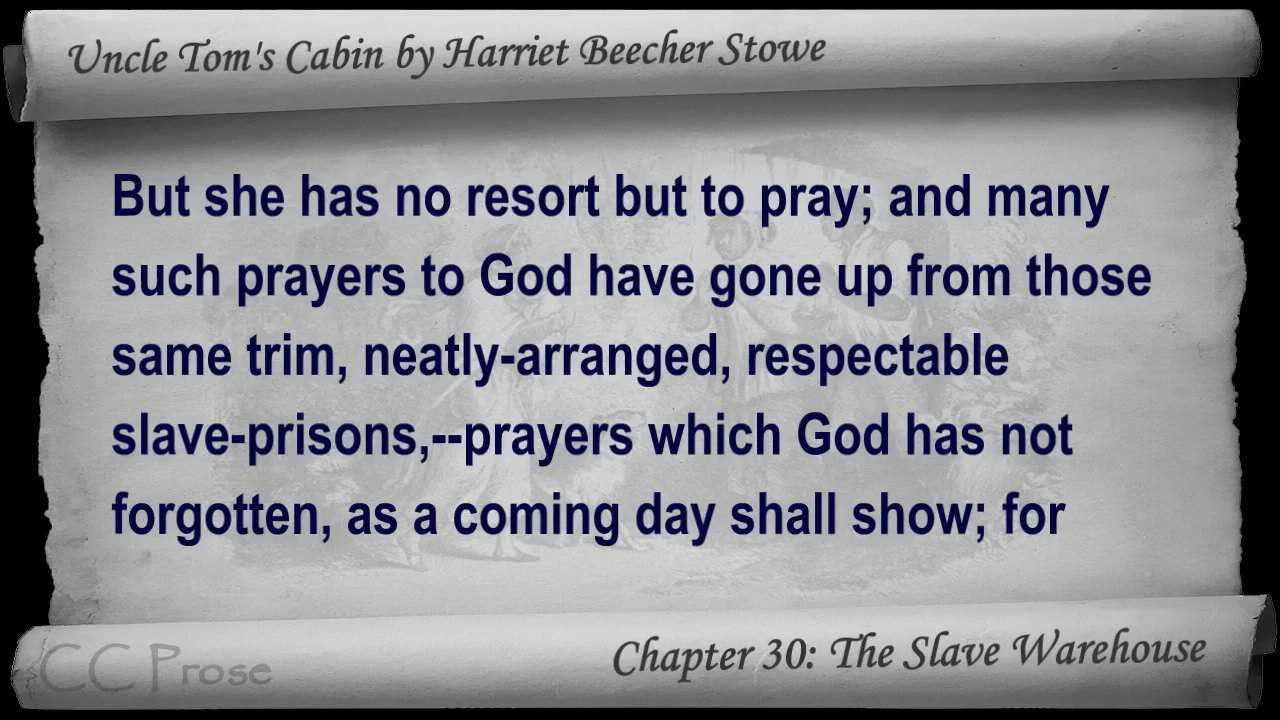 Uncle Tom's Cabin by Harriet Beecher Stowe
But she has no resort but to pray; and many
such prayers to God have gone up from those
same trim, neatly-arranged, respectable
slave-prisons,--prayers which God has not
forgotten, as a coming day shall show; for
CC Prose
Chapter 30: The Slave Warehouse